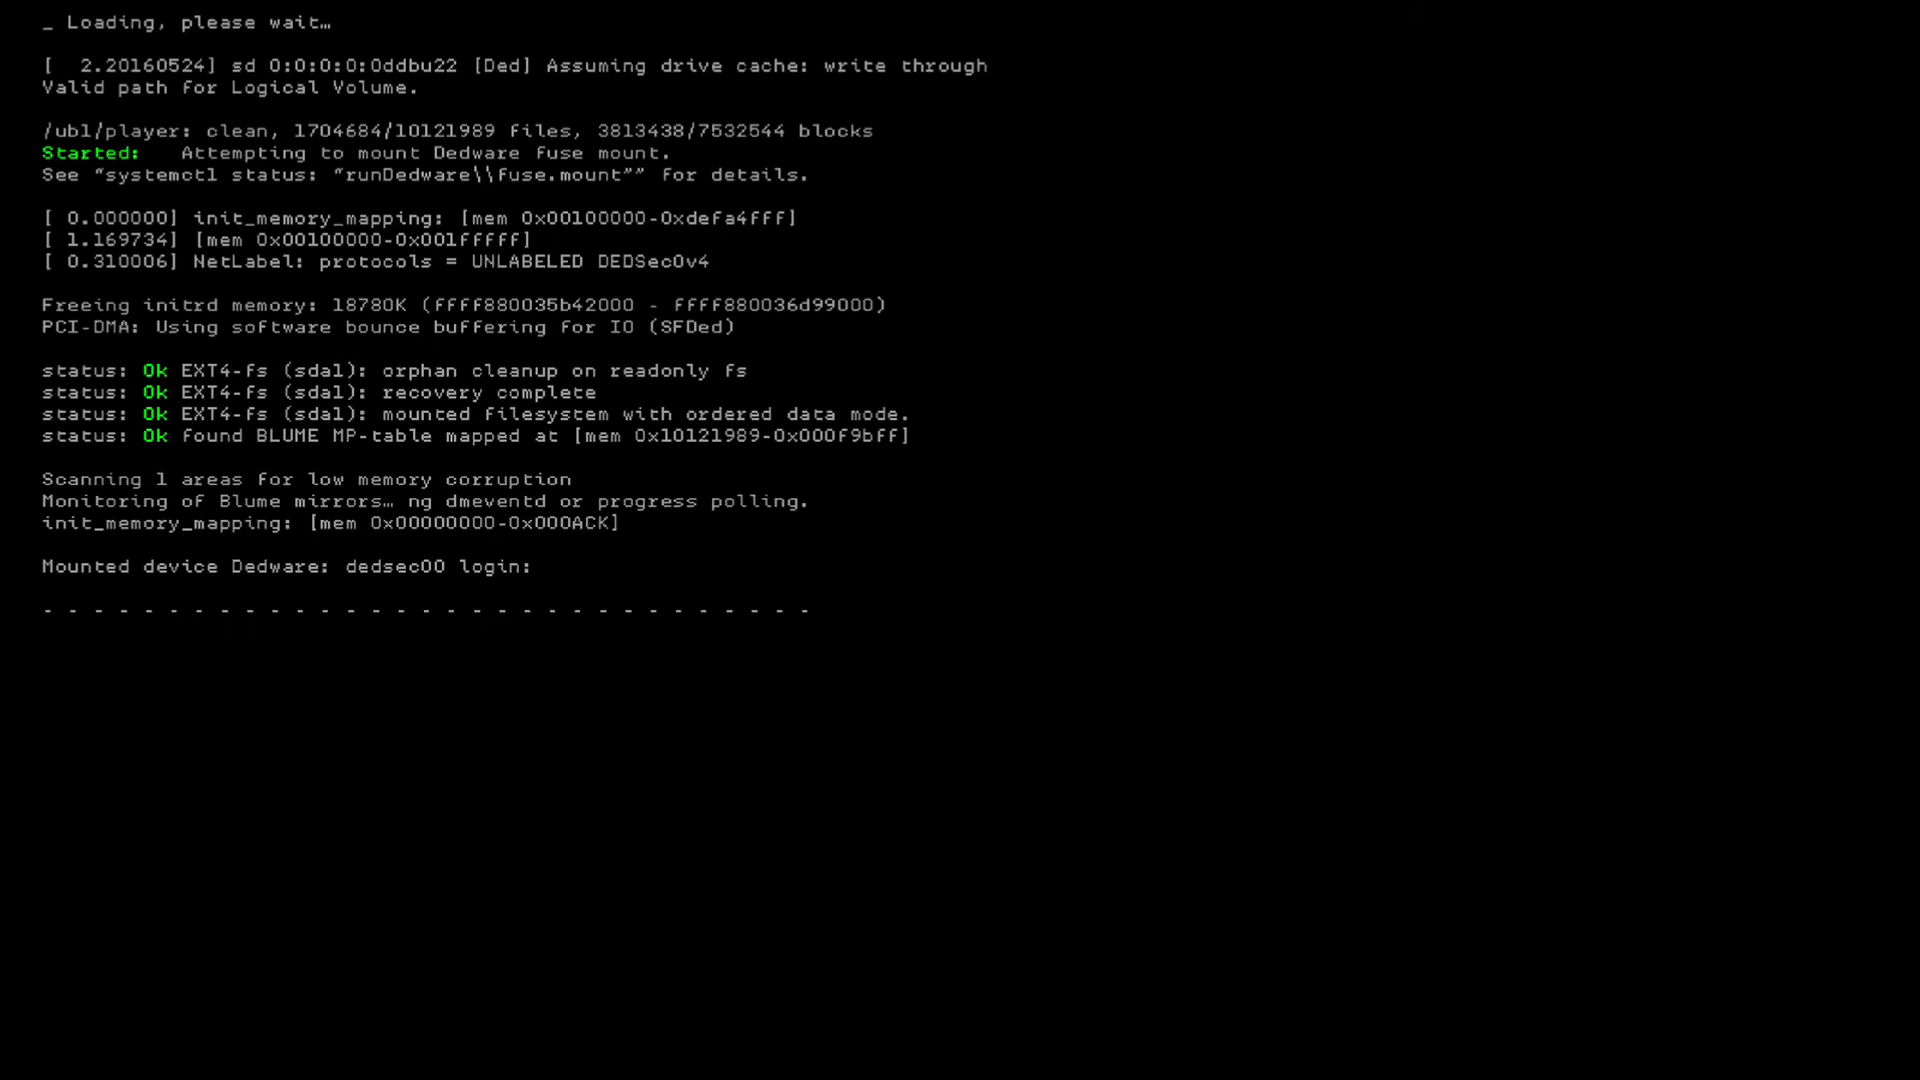 _ Loading, please wait…
[  2.20160524] sd 0:0:0:0:0ddbu22 [Ded] Assuming drive cache: write through
Valid path for Logical Volume.
/ubl/player: clean, 1704684/10121989 files, 3813438/7532544 blocks
Started:   Attempting to mount Dedware fuse mount.
See “systemctl status: “runDedware\\fuse.mount”” for details.
[ 0.000000] init_memory_mapping: [mem 0x00100000-0xdefa4fff]
[ 1.169734] [mem 0x00100000-0x001fffff]
[ 0.310006] NetLabel: protocols = UNLABELED DEDSecOv4
Freeing initrd memory: 18780K (ffff880035b42000 - ffff880036d99000)
PCI-DMA: Using software bounce buffering for IO (SFDed)
status: Ok EXT4-fs (sda1): orphan cleanup on readonly fs
status: Ok EXT4-fs (sda1): recovery complete
status: Ok EXT4-fs (sda1): mounted filesystem with ordered data mode.
status: Ok found BLUME MP-table mapped at [mem 0x10121989-0x000f9bff]
Scanning 1 areas for low memory corruption
Monitoring of Blume mirrors… ng dmeventd or progress polling.
init_memory_mapping: [mem 0x00000000-0x000ACK]
Mounted device Dedware: dedsec00 login:
- - - - - - - - - - - - - - - - - - - - - - - - - - - - - - -